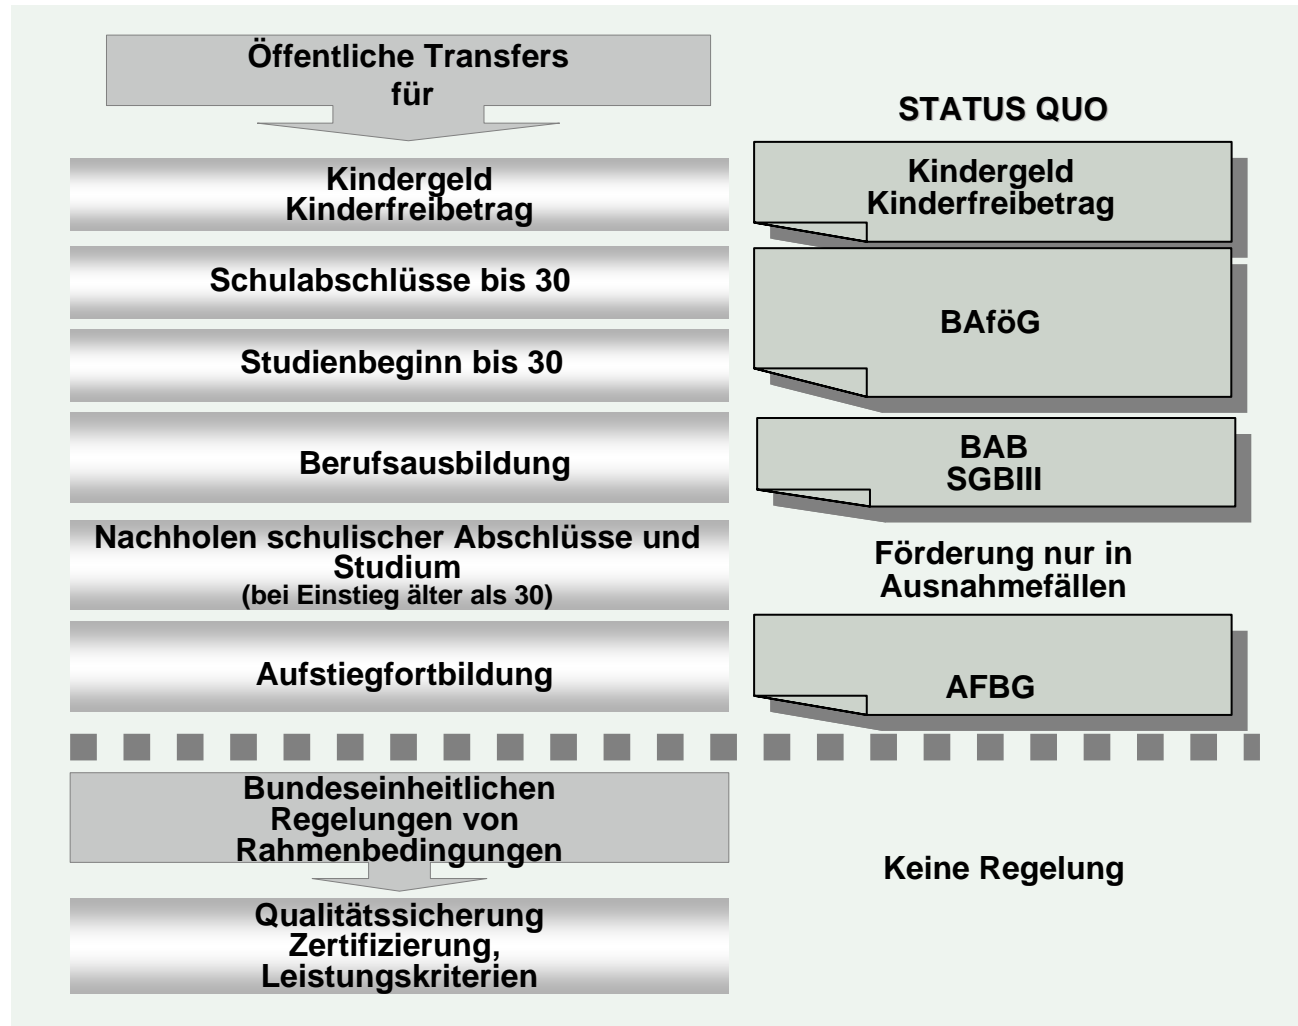 Öffentliche Transfers
für
STATUS QUO
Kindergeld
Kinderfreibetrag
Kindergeld
Kinderfreibetrag
Schulabschlüsse bis 30
BAföG
Studienbeginn bis 30
Berufsausbildung
BAB
SGBIII
Nachholen schulischer Abschlüsse und
Studium
(bei Einstieg älter als 30)
Förderung nur in
Ausnahmefällen
Aufstiegfortbildung
AFBG
Bundeseinheitlichen
Regelungen von
Rahmenbedingungen
Keine Regelung
Qualitätssicherung
Zertifizierung,
Leistungskriterien